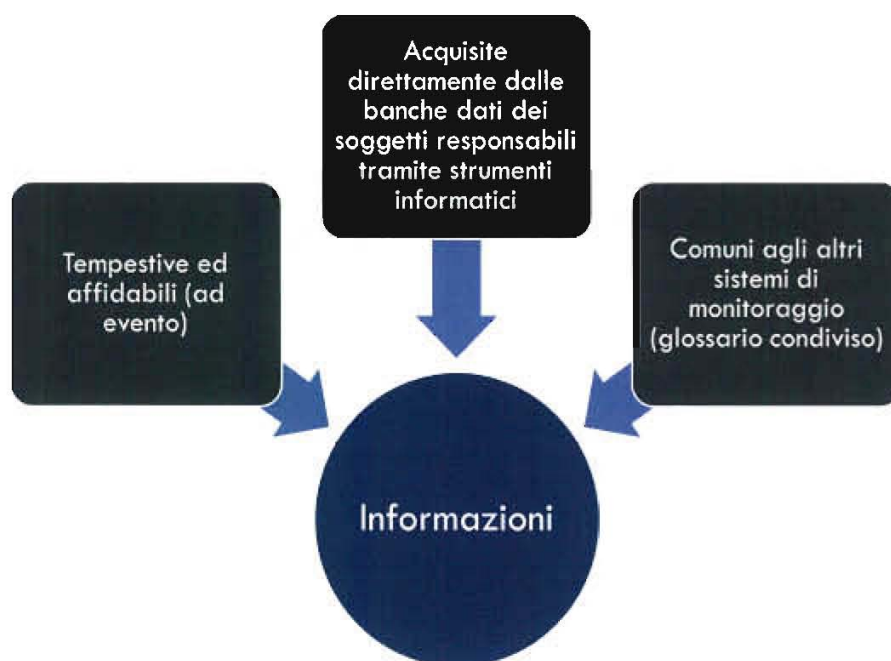 Acquisite
direttamente dalle
banche dati dei
soggetti responsabili
tramite strumenti
informatici
Tempestive ed
affidabili (ad
evento)
Comuni agli altri
sistemi di
monitoraggio
(glossario condiviso)
Informazioni